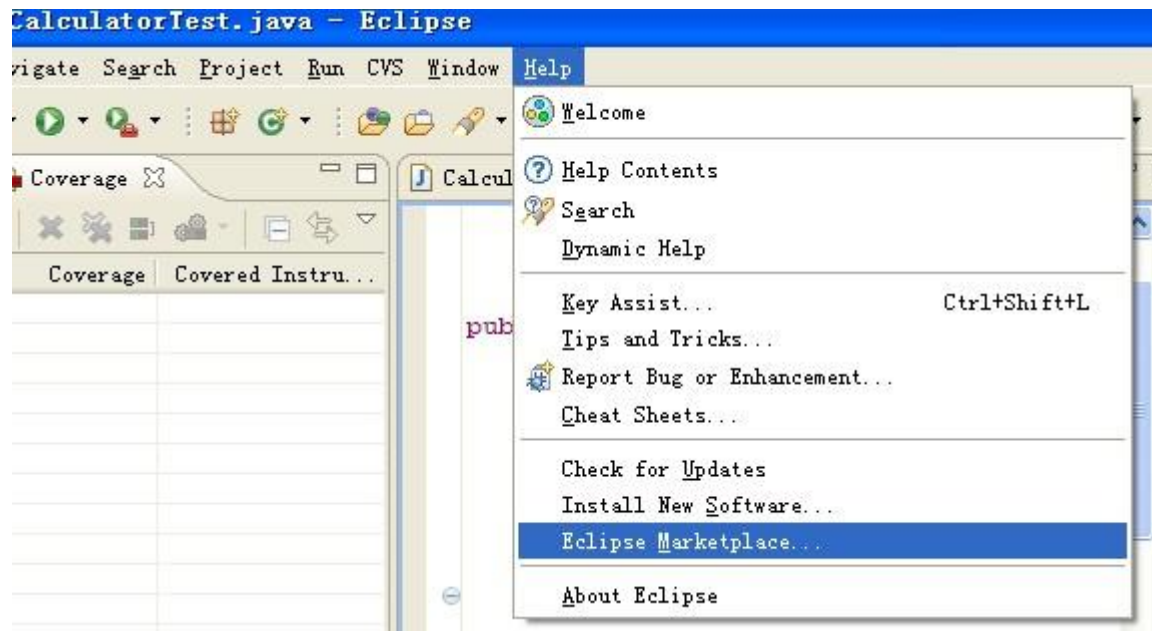 CalculatorTest.java - Eclipse
vigate Search Project Run CVS Window Help
Welcome
Coverage
Calcul
Help Contents
Search
Dynamic Help
Coverage Covered Instru...
Key Assist... Ctrl+Shift+L
pub
Tips and Tricks...
Report Bug or Enhancement...
Cheat Sheets...
Check for Updates
Install New Software...
Eclipse Marketplace...
About Eclipse